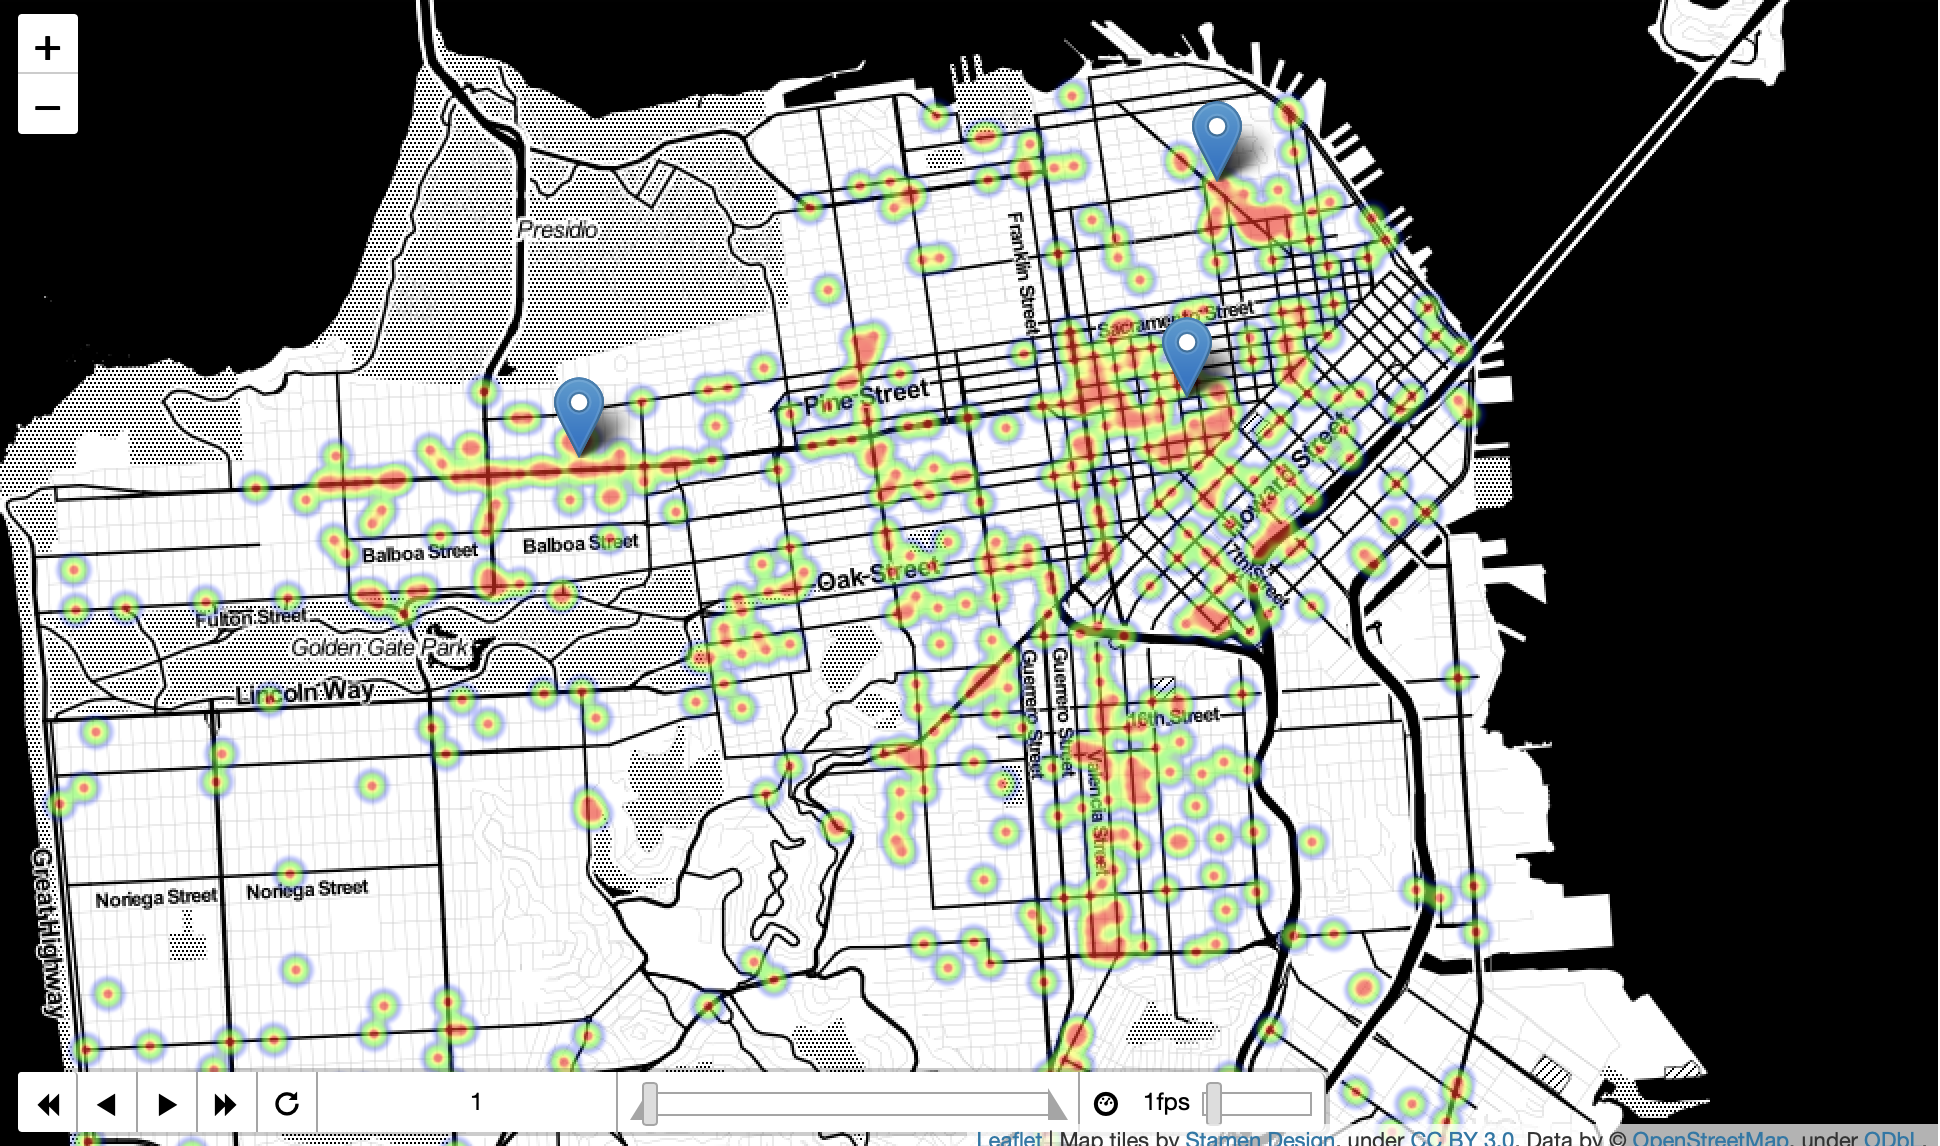 +
−
Presidio
Franklin Street
Sacramento Street
Pine Street
Howard Street
17th Street
Balboa Street
Balboa Street
Oak Street
Fulton Street
Golden Gate Park
Lincoln Way
Guerrero Street
Guerrero Street
16th Street
Valencia Street
Great Highway
Noriega Street
Noriega Street
1
1fps
Leaflet | Map tiles by Stamen Design, under CC BY 3.0. Data by © OpenStreetMap, under ODbL.